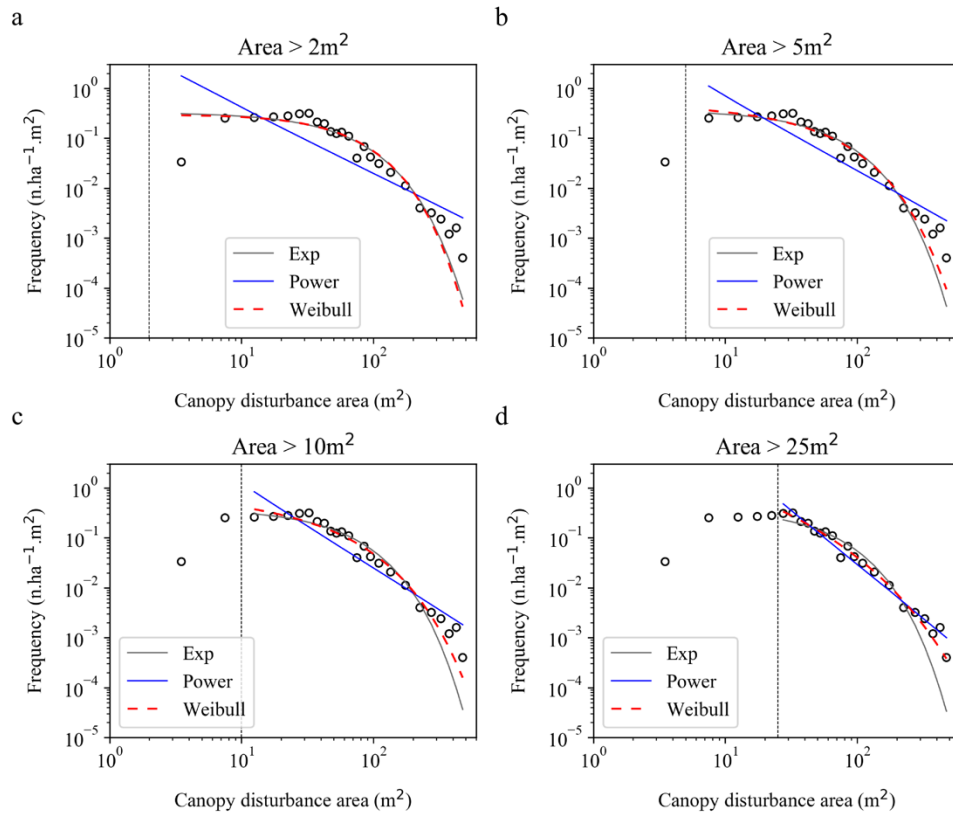 a
Area > 2m²
10⁰
10⁻¹
10⁻²
10⁻³
10⁻⁴
10⁻⁵
Frequency (n.ha⁻¹.m²)
Exp
Power
Weibull
10⁰
10¹
10²
Canopy disturbance area (m²)
b
Area > 5m²
10⁰
10⁻¹
10⁻²
10⁻³
10⁻⁴
10⁻⁵
Frequency (n.ha⁻¹.m²)
Exp
Power
Weibull
10⁰
10¹
10²
Canopy disturbance area (m²)
c
Area > 10m²
10⁰
10⁻¹
10⁻²
10⁻³
10⁻⁴
10⁻⁵
Frequency (n.ha⁻¹.m²)
Exp
Power
Weibull
10⁰
10¹
10²
Canopy disturbance area (m²)
d
Area > 25m²
10⁰
10⁻¹
10⁻²
10⁻³
10⁻⁴
10⁻⁵
Frequency (n.ha⁻¹.m²)
Exp
Power
Weibull
10⁰
10¹
10²
Canopy disturbance area (m²)